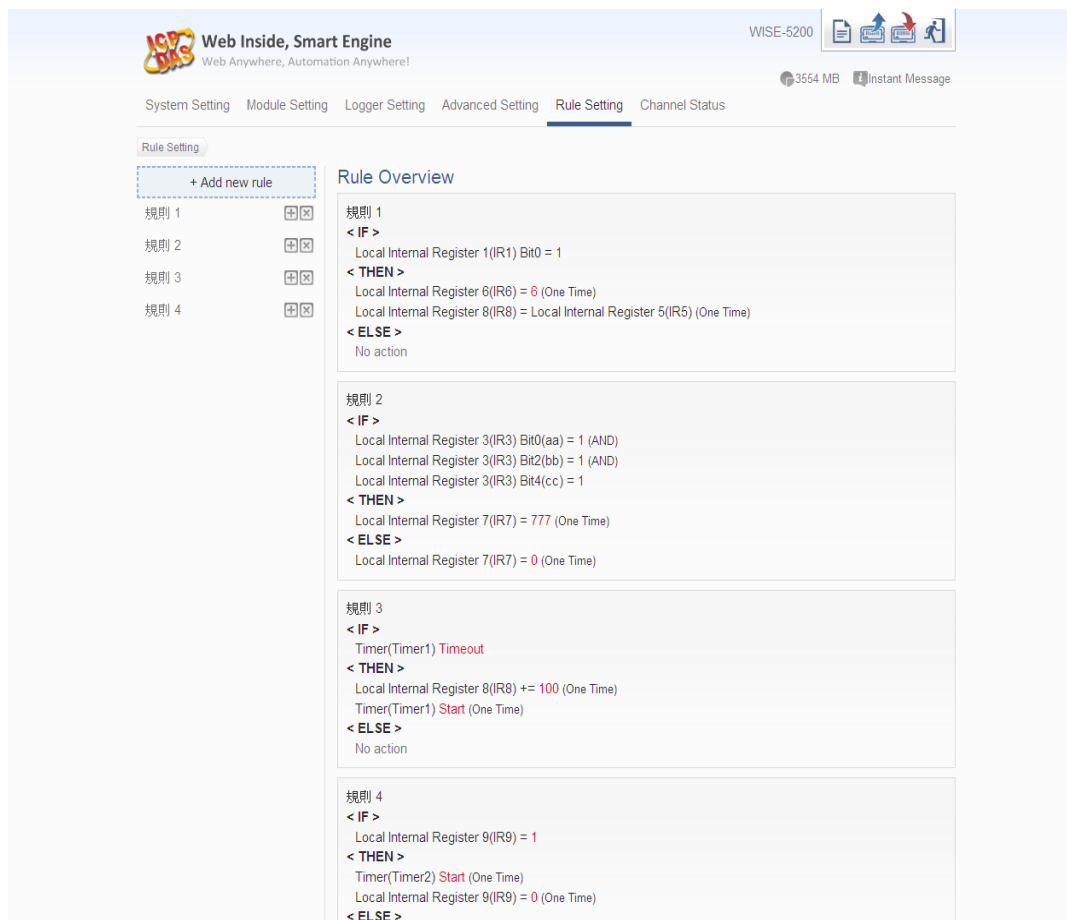 ICP DAS
Web Inside, Smart Engine
Web Anywhere, Automation Anywhere!
WISE-5200
3554 MB Instant Message
System Setting Module Setting Logger Setting Advanced Setting Rule Setting Channel Status
Rule Setting
+ Add new rule
規則 1
規則 2
規則 3
規則 4
Rule Overview
規則 1
< IF >
Local Internal Register 1(IR1) Bit0 = 1
< THEN >
Local Internal Register 6(IR6) = 6 (One Time)
Local Internal Register 8(IR8) = Local Internal Register 5(IR5) (One Time)
< ELSE >
No action
規則 2
< IF >
Local Internal Register 3(IR3) Bit0(aa) = 1 (AND)
Local Internal Register 3(IR3) Bit2(bb) = 1 (AND)
Local Internal Register 3(IR3) Bit4(cc) = 1
< THEN >
Local Internal Register 7(IR7) = 777 (One Time)
< ELSE >
Local Internal Register 7(IR7) = 0 (One Time)
規則 3
< IF >
Timer(Timer1) Timeout
< THEN >
Local Internal Register 8(IR8) += 100 (One Time)
Timer(Timer1) Start (One Time)
< ELSE >
No action
規則 4
< IF >
Local Internal Register 9(IR9) = 1
< THEN >
Timer(Timer2) Start (One Time)
Local Internal Register 9(IR9) = 0 (One Time)
< ELSE >